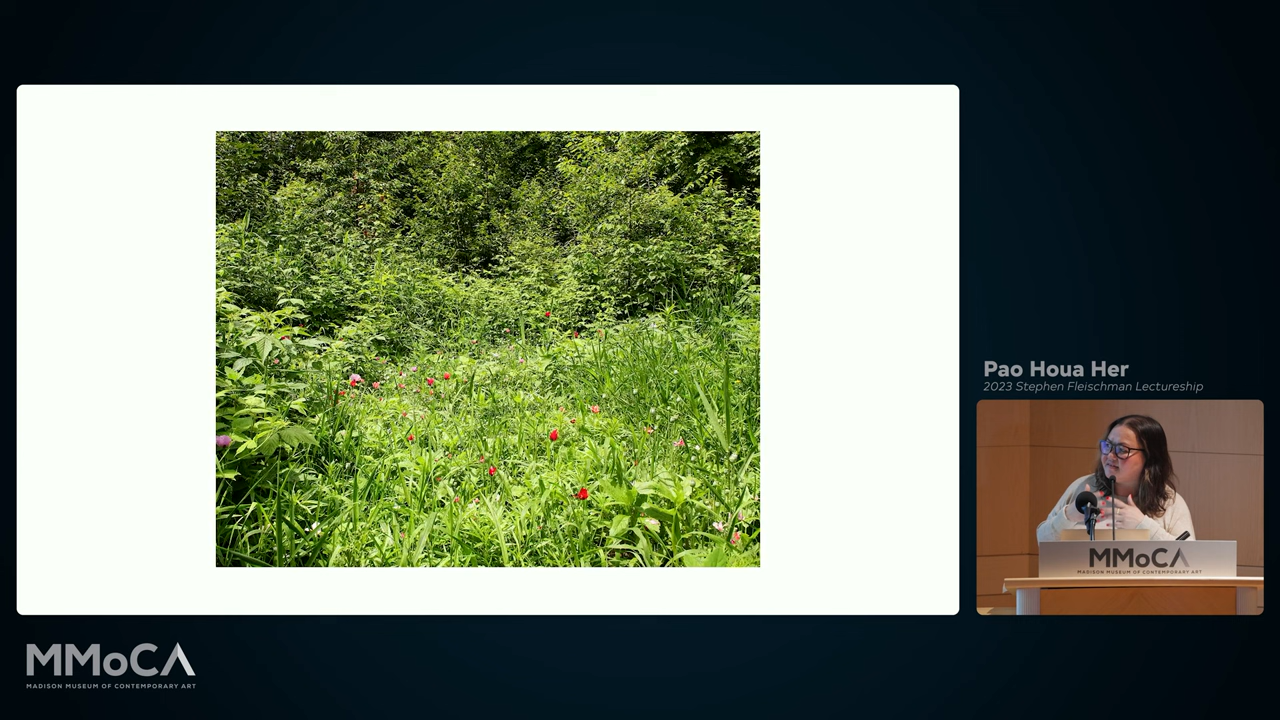 Pao Houa Her
2023 Stephen Fleischman Lectureship
MMoCA
MADISON MUSEUM OF CONTEMPORARY ART
MMoCA
MADISON MUSEUM OF CONTEMPORARY ART